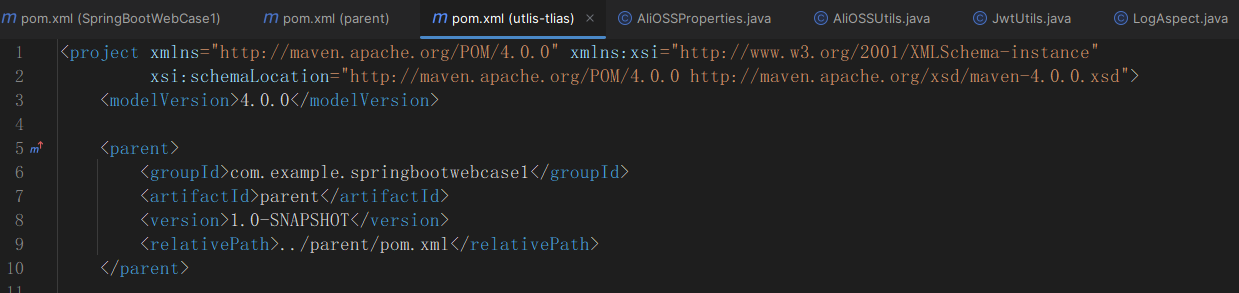 pom.xml (SpringBootWebCase1) pom.xml (parent) pom.xml (utlis-tlias) × AliOSSProperties.java AliOSSUtils.java JwtUtils.java LogAspect.java
1 <project xmlns="http://maven.apache.org/POM/4.0.0" xmlns:xsi="http://www.w3.org/2001/XMLSchema-instance"
2 xsi:schemaLocation="http://maven.apache.org/POM/4.0.0 http://maven.apache.org/xsd/maven-4.0.0.xsd">
3 <modelVersion>4.0.0</modelVersion>
4
5 <parent>
6 <groupId>com.example.springbootwebcase1</groupId>
7 <artifactId>parent</artifactId>
8 <version>1.0-SNAPSHOT</version>
9 <relativePath>../parent/pom.xml</relativePath>
10 </parent>
11